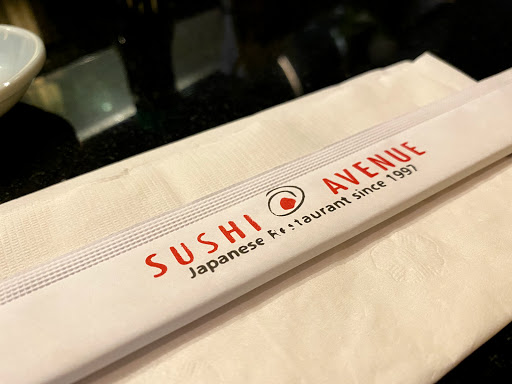 SUSHI AVENUE
Japanese Restaurant since 1997